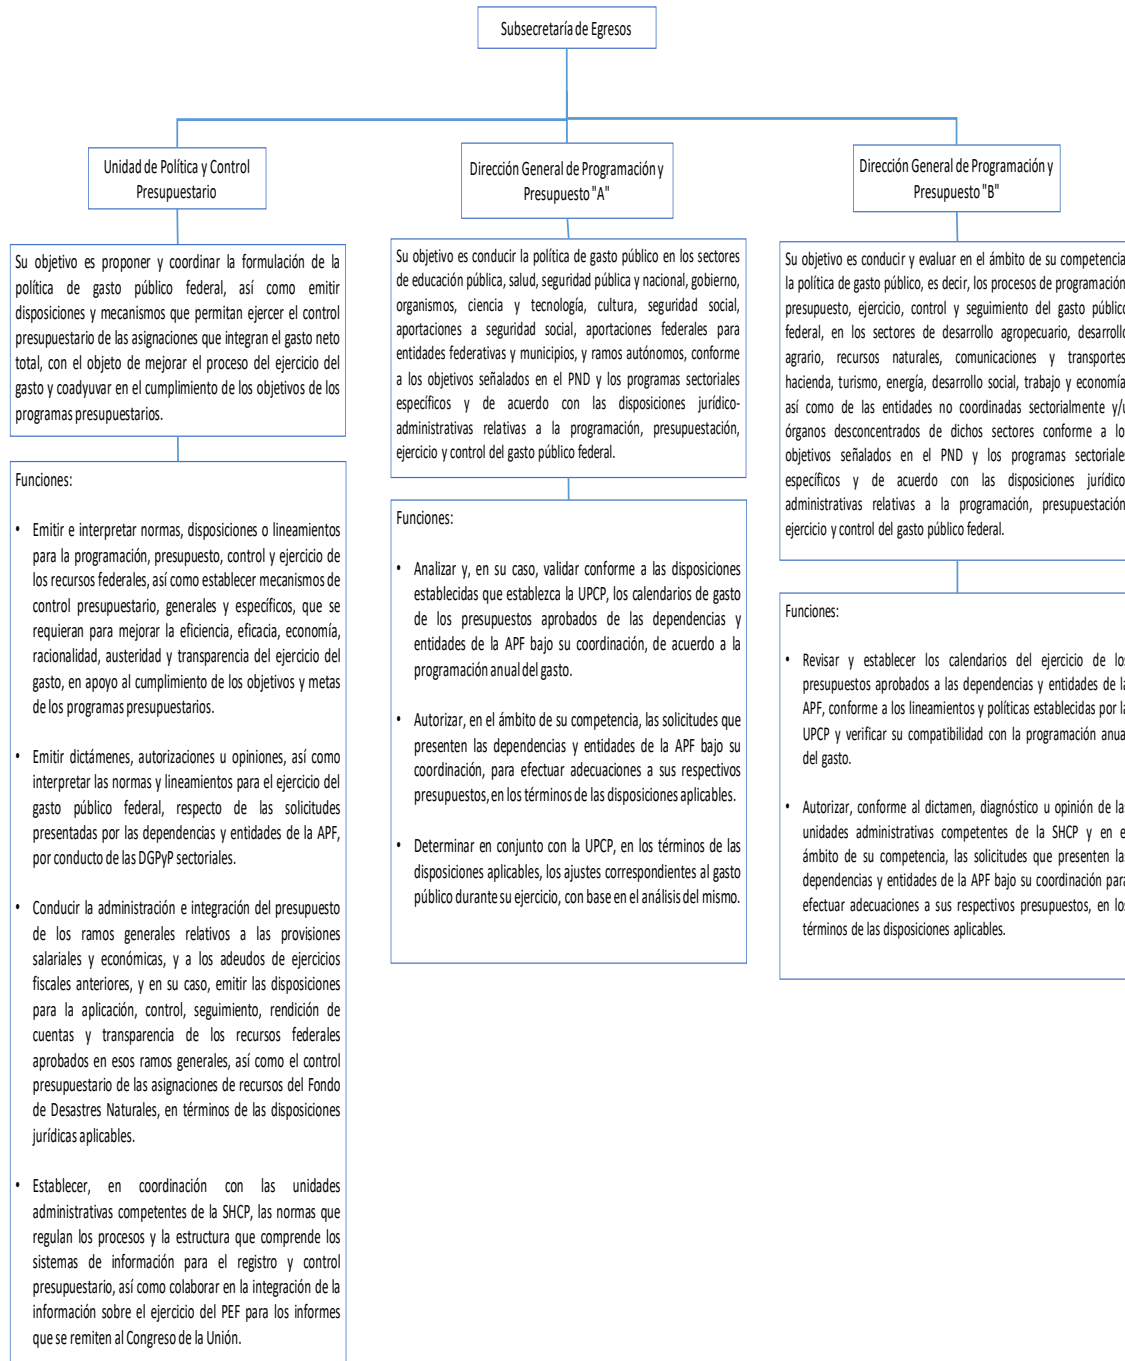 Subsecretaría de Egresos
Unidad de Política y Control
Presupuestario
Su objetivo es proponer y coordinar la formulación de la
política de gasto público federal, así como emitir
disposiciones y mecanismos que permitan ejercer el control
presupuestario de las asignaciones que integran el gasto neto
total, con el objeto de mejorar el proceso del ejercicio del
gasto y coadyuvar en el cumplimiento de los objetivos de los
programas presupuestarios.
Funciones:
• Emitir e interpretar normas, disposiciones o lineamientos
para la programación, presupuesto, control y ejercicio de
los recursos federales, así como establecer mecanismos de
control presupuestario, generales y específicos, que se
requieran para mejorar la eficiencia, eficacia, economía,
racionalidad, austeridad y transparencia del ejercicio del
gasto, en apoyo al cumplimiento de los objetivos y metas
de los programas presupuestarios.
• Emitir dictámenes, autorizaciones u opiniones, así como
interpretar las normas y lineamientos para el ejercicio del
gasto público federal, respecto de las solicitudes
presentadas por las dependencias y entidades de la APF,
por conducto de las DGPyP sectoriales.
• Conducir la administración e integración del presupuesto
de los ramos generales relativos a las provisiones
salariales y económicas, y a los adeudos de ejercicios
fiscales anteriores, y en su caso, emitir las disposiciones
para la aplicación, control, seguimiento, rendición de
cuentas y transparencia de los recursos federales
aprobados en esos ramos generales, así como el control
presupuestario de las asignaciones de recursos del Fondo
de Desastres Naturales, en términos de las disposiciones
jurídicas aplicables.
• Establecer, en coordinación con las unidades
administrativas competentes de la SHCP, las normas que
regulan los procesos y la estructura que comprende los
sistemas de información para el registro y control
presupuestario, así como colaborar en la integración de la
información sobre el ejercicio del PEF para los informes
que se remiten al Congreso de la Unión.
Dirección General de Programación y
Presupuesto "A"
Su objetivo es conducir la política de gasto público en los sectores
de educación pública, salud, seguridad pública y nacional, gobierno,
organismos, ciencia y tecnología, cultura, seguridad social,
aportaciones a seguridad social, aportaciones federales para
entidades federativas y municipios, y ramos autónomos, conforme
a los objetivos señalados en el PND y los programas sectoriales
específicos y de acuerdo con las disposiciones jurídico-
administrativas relativas a la programación, presupuestación,
ejercicio y control del gasto público federal.
Funciones:
• Analizar y, en su caso, validar conforme a las disposiciones
establecidas que establezca la UPCP, los calendarios de gasto
de los presupuestos aprobados de las dependencias y
entidades de la APF bajo su coordinación, de acuerdo a la
programación anual del gasto.
• Autorizar, en el ámbito de su competencia, las solicitudes que
presenten las dependencias y entidades de la APF bajo su
coordinación, para efectuar adecuaciones a sus respectivos
presupuestos, en los términos de las disposiciones aplicables.
• Determinar en conjunto con la UPCP, en los términos de las
disposiciones aplicables, los ajustes correspondientes al gasto
público durante su ejercicio, con base en el análisis del mismo.
Dirección General de Programación y
Presupuesto "B"
Su objetivo es conducir y evaluar en el ámbito de su competencia
la política de gasto público, es decir, los procesos de programación
presupuesto, ejercicio, control y seguimiento del gasto público
federal, en los sectores de desarrollo agropecuario, desarrollo
agrario, recursos naturales, comunicaciones y transportes
hacienda, turismo, energía, desarrollo social, trabajo y economía
así como de las entidades no coordinadas sectorialmente y/u
órganos desconcentrados de dichos sectores conforme a lo
objetivos señalados en el PND y los programas sectoriales
específicos y de acuerdo con las disposiciones jurídico
administrativas relativas a la programación, presupuestación
ejercicio y control del gasto público federal.
Funciones:
• Revisar y establecer los calendarios del ejercicio de los
presupuestos aprobados a las dependencias y entidades de la
APF, conforme a los lineamientos y políticas establecidas por la
UPCP y verificar su compatibilidad con la programación anua
del gasto.
• Autorizar, conforme al dictamen, diagnóstico u opinión de las
unidades administrativas competentes de la SHCP y en e
ámbito de su competencia, las solicitudes que presenten las
dependencias y entidades de la APF bajo su coordinación para
efectuar adecuaciones a sus respectivos presupuestos, en los
términos de las disposiciones aplicables.